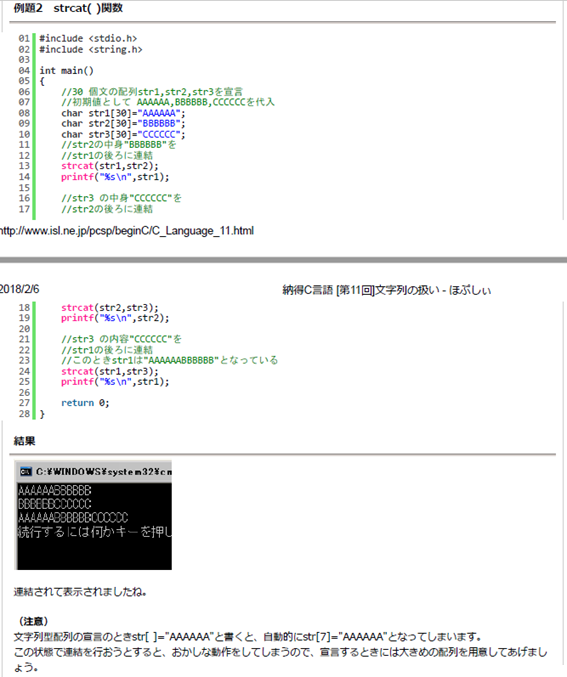 例題2　strcat( )関数
01 #include <stdio.h>
02 #include <string.h>
03
04 int main()
05 {
06 //30 個文の配列str1,str2,str3を宣言
07 //初期値として AAAAAA,BBBBBB,CCCCCCを代入
08 char str1[30]="AAAAAA";
09 char str2[30]="BBBBBB";
10 char str3[30]="CCCCCC";
11 //str2の中身"BBBBBB"を
12 //str1の後ろに連結
13 strcat(str1,str2);
14 printf("%s\n",str1);
15
16 //str3 の中身"CCCCCC"を
17 //str2の後ろに連結
http://www.isl.ne.jp/pcsp/beginC/C_Language_11.html
2018/2/6 納得C言語 [第11回]文字列の扱い - ほぷしぃ
18 strcat(str2,str3);
19 printf("%s\n",str2);
20
21 //str3 の内容"CCCCCC"を
22 //str1の後ろに連結
23 //このときstr1は"AAAAAABBBBBB"となっている
24 strcat(str1,str3);
25 printf("%s\n",str1);
26
27 return 0;
28 }
結果
C:¥WINDOWS¥system32¥cm
AAAAAABBBBBB
BBBBBBCCCCCC
AAAAAABBBBBBCCCCCC
続行するには何かキーを押し
連結されて表示されましたね。
（注意）
文字列型配列の宣言のときstr[ ]="AAAAAA"と書くと、自動的にstr[7]="AAAAAA"となってしまいます。
この状態で連結を行おうとすると、おかしな動作をしてしまうので、宣言するときには大きめの配列を用意してあげまし
ょう。